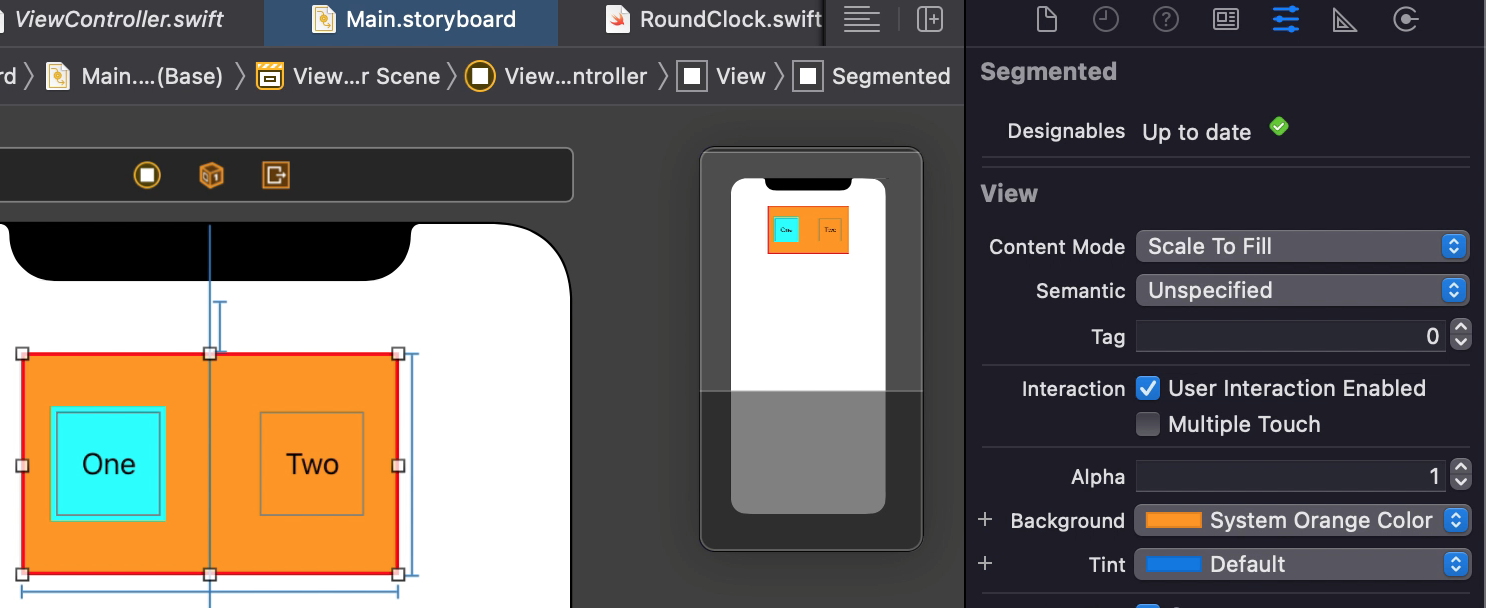 ViewController.swift
Main.storyboard
RoundClock.swift
rd
Main....(Base)
View...r Scene
View...ntroller
View
Segmented
Segmented
Designables Up to date
View
Content Mode Scale To Fill
Semantic Unspecified
Tag 0
Interaction User Interaction Enabled
Multiple Touch
Alpha 1
+ Background System Orange Color
+ Tint Default
One
Two
One
Two